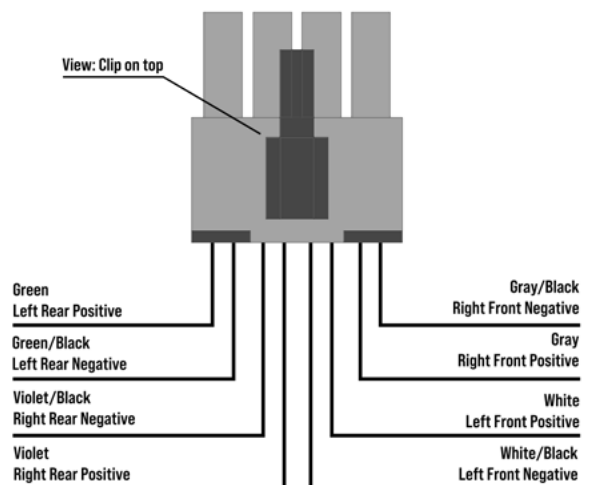 View: Clip on top
Green
Left Rear Positive
Green/Black
Left Rear Negative
Violet/Black
Right Rear Negative
Violet
Right Rear Positive
Gray/Black
Right Front Negative
Gray
Right Front Positive
White
Left Front Positive
White/Black
Left Front Negative